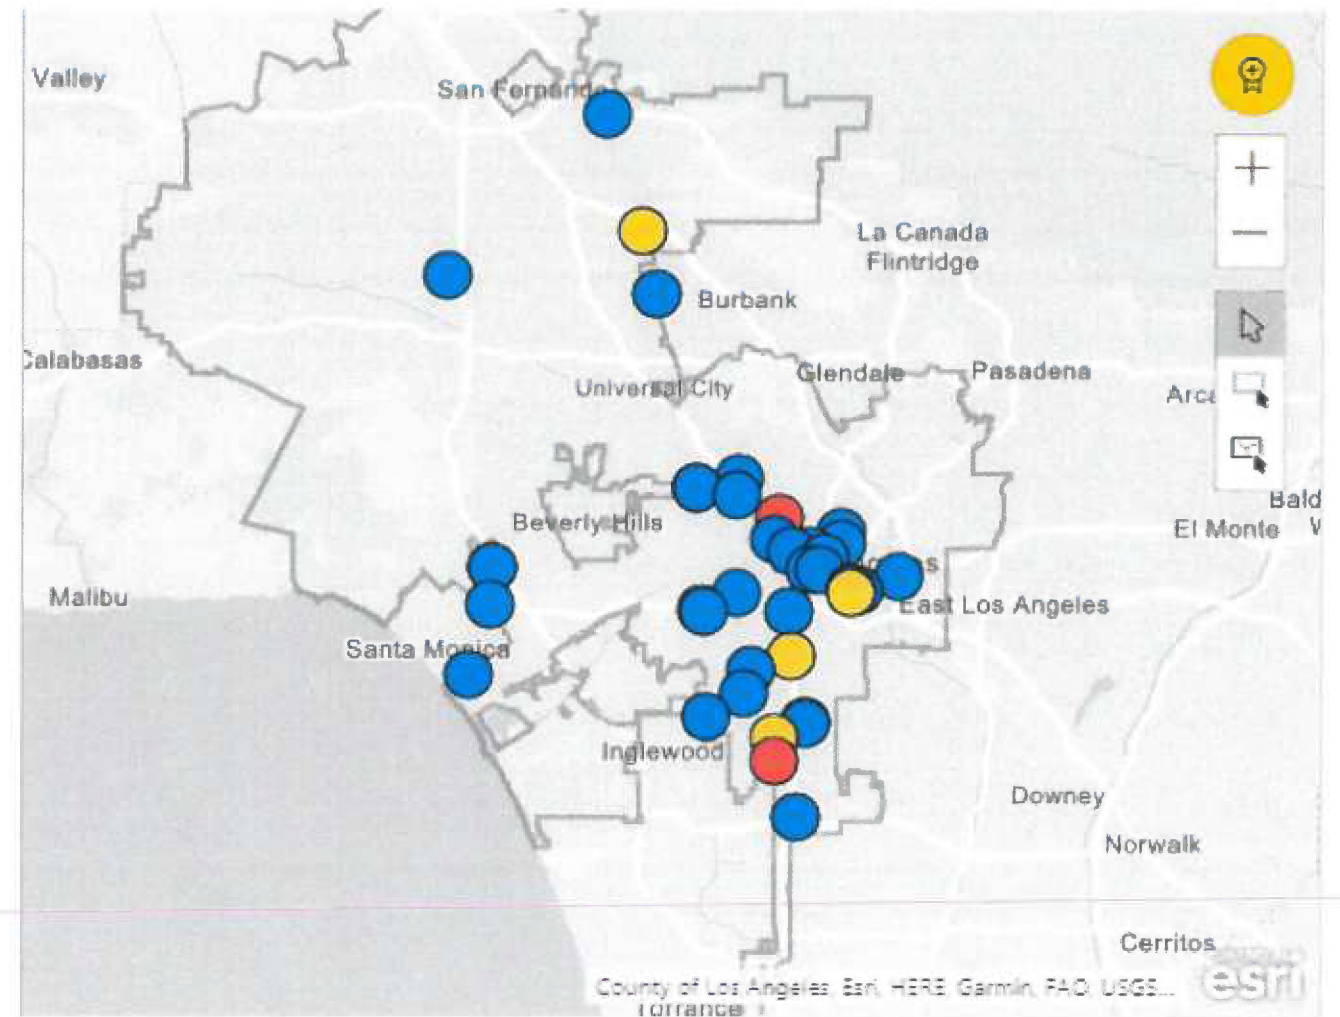 Valley
San Fernando
La Canada
Flintridge
Burbank
Calabasas
Universal City
Glendale
Pasadena
Beverly Hills
Bald
El Monte
Malibu
East Los Angeles
Santa Monica
Inglewood
Downey
Norwalk
Cerritos
esri
County of Los Angeles, Esri, HERE, Garmin, FAO, USGS...
Torrance